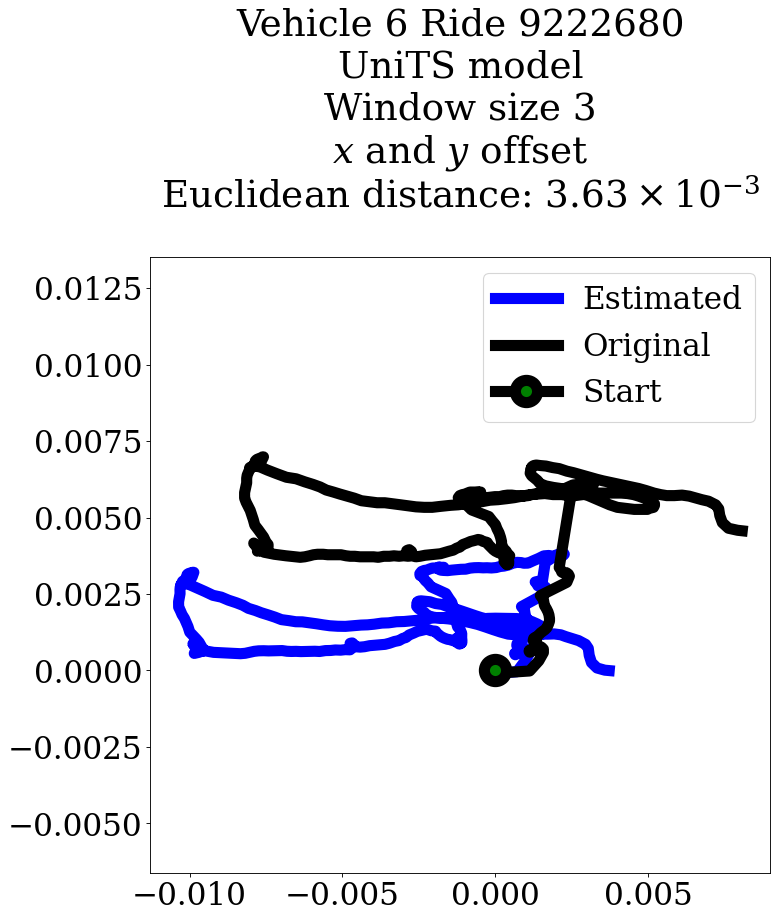 Vehicle 6 Ride 9222680
UniTS model
Window size 3
x and y offset
Euclidean distance: 3.63 × 10⁻³
Estimated
Original
Start
0.0125
0.0100
0.0075
0.0050
0.0025
0.0000
−0.0025
−0.0050
−0.010 −0.005 0.000 0.005